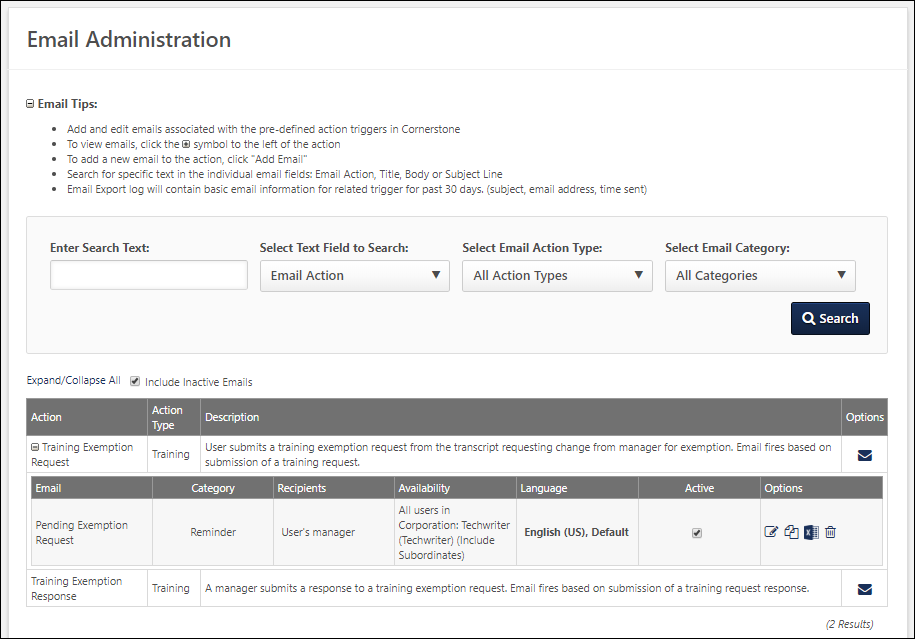 Email Administration
Email Tips:
Add and edit emails associated with the pre-defined action triggers in Cornerstone
To view emails, click the symbol to the left of the action
To add a new email to the action, click "Add Email"
Search for specific text in the individual email fields: Email Action, Title, Body or Subject Line
Email Export log will contain basic email information for related trigger for past 30 days. (subject, email address, time sent)
Enter Search Text: Select Text Field to Search: Select Email Action Type: Select Email Category:
Email Action All Action Types All Categories
Search
Expand/Collapse All Include Inactive Emails
Action Action Type Description Options
Training Exemption Request Training User submits a training exemption request from the transcript requesting change from manager for exemption. Email fires based on submission of a training request.
Email Category Recipients Availability Language Active Options
Pending Exemption Request Reminder User's manager All users in Corporation: Techwriter (Techwriter) (Include Subordinates) English (US), Default
Training Exemption Response Training A manager submits a response to a training exemption request. Email fires based on submission of a training request response.
(2 Results)